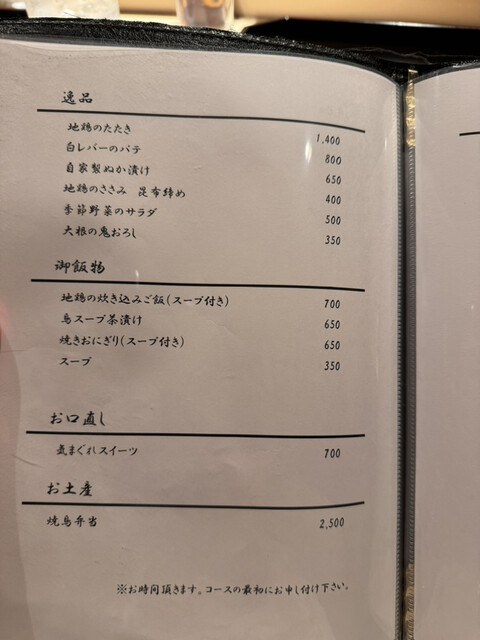 逸品
地鶏のたたき 1,400
白レバーのパテ 800
自家製ぬか漬け 650
地鶏のささみ 昆布締め 400
季節野菜のサラダ 500
大根の鬼おろし 350
御飯物
地鶏の炊き込みご飯(スープ付き) 700
鳥スープ茶漬け 650
焼きおにぎり(スープ付き) 650
スープ 350
お口直し
気まぐれスイーツ 700
お土産
焼鳥弁当 2,500
※お時間頂きます。コースの最初にお申し付け下さい。